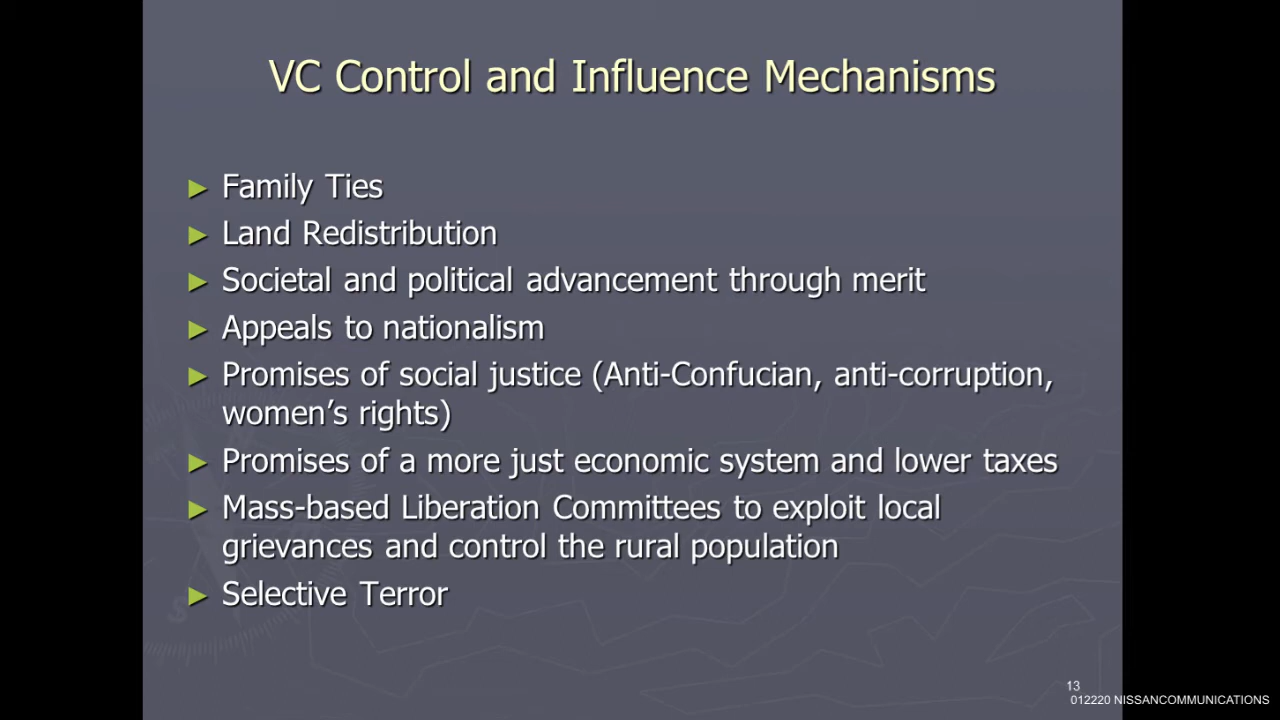 VC Control and Influence Mechanisms
► Family Ties
► Land Redistribution
► Societal and political advancement through merit
► Appeals to nationalism
► Promises of social justice (Anti-Confucian, anti-corruption,
women’s rights)
► Promises of a more just economic system and lower taxes
► Mass-based Liberation Committees to exploit local
grievances and control the rural population
► Selective Terror
13
012220 NISSANCOMMUNICATIONS